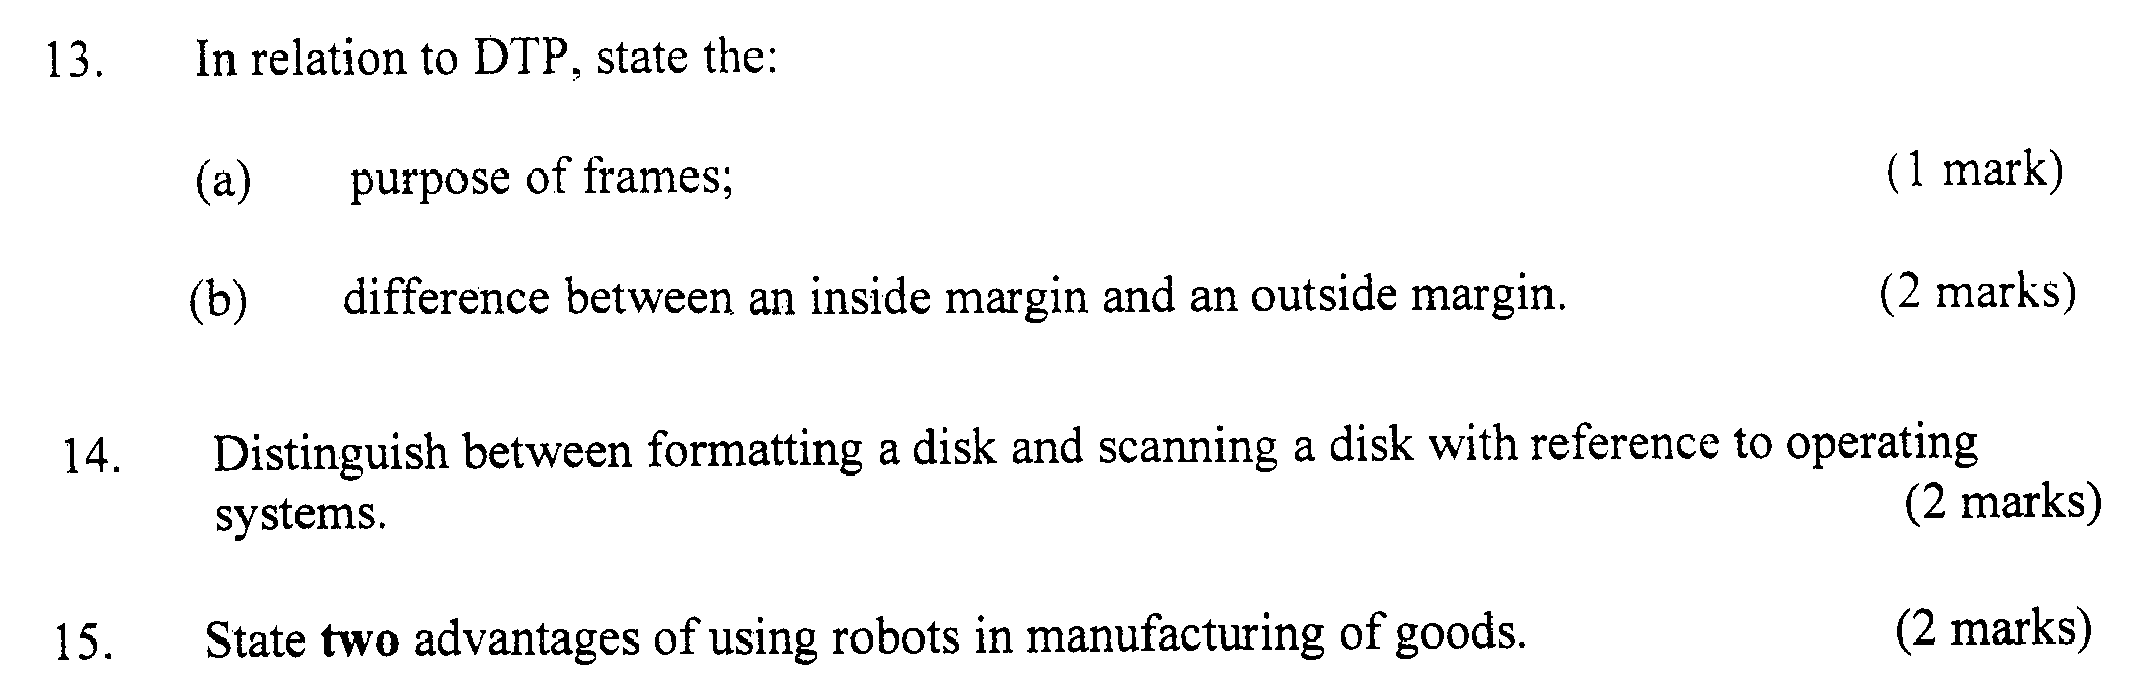 13. In relation to DTP, state the:
(a) purpose of frames; (1 mark)
(b) difference between an inside margin and an outside margin. (2 marks)
14. Distinguish between formatting a disk and scanning a disk with reference to operating
systems. (2 marks)
15. State two advantages of using robots in manufacturing of goods. (2 marks)